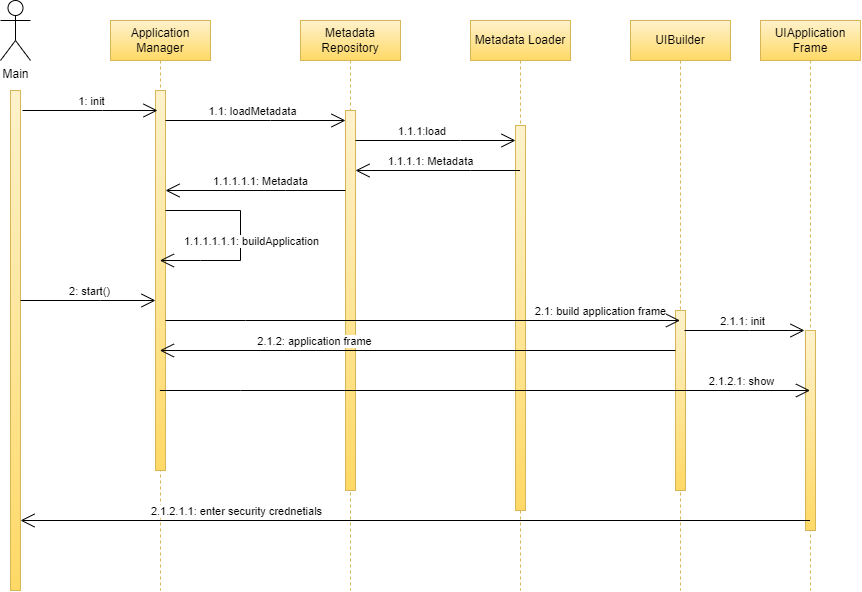 Application
Manager
Metadata
Repository
Metadata Loader
UIBuilder
UIApplication
Frame
Main
1: init
1.1: loadMetadata
1.1.1:load
1.1.1.1: Metadata
1.1.1.1.1: Metadata
1.1.1.1.1.1: buildApplication
2: start()
2.1: build application frame
2.1.1: init
2.1.2: application frame
2.1.2.1: show
2.1.2.1.1: enter security crednetials